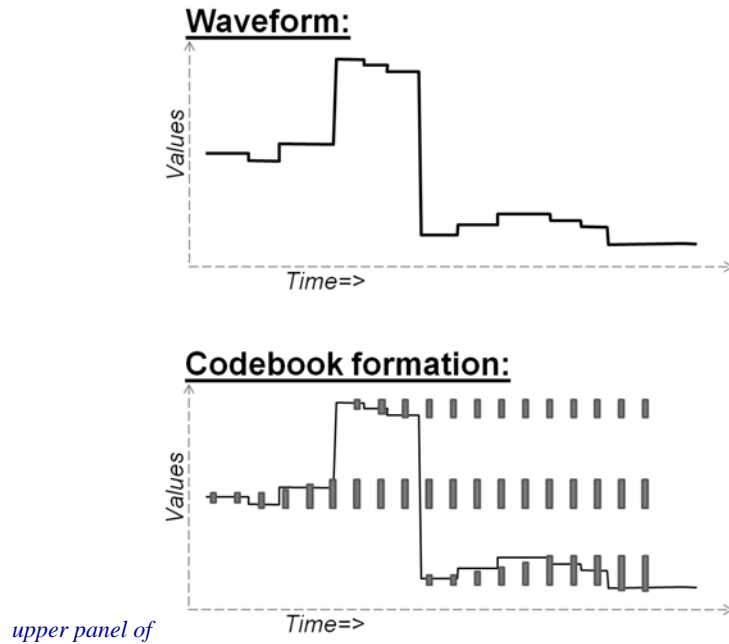 Waveform:
Values
Time=>
Codebook formation:
Values
Time=>
upper panel of